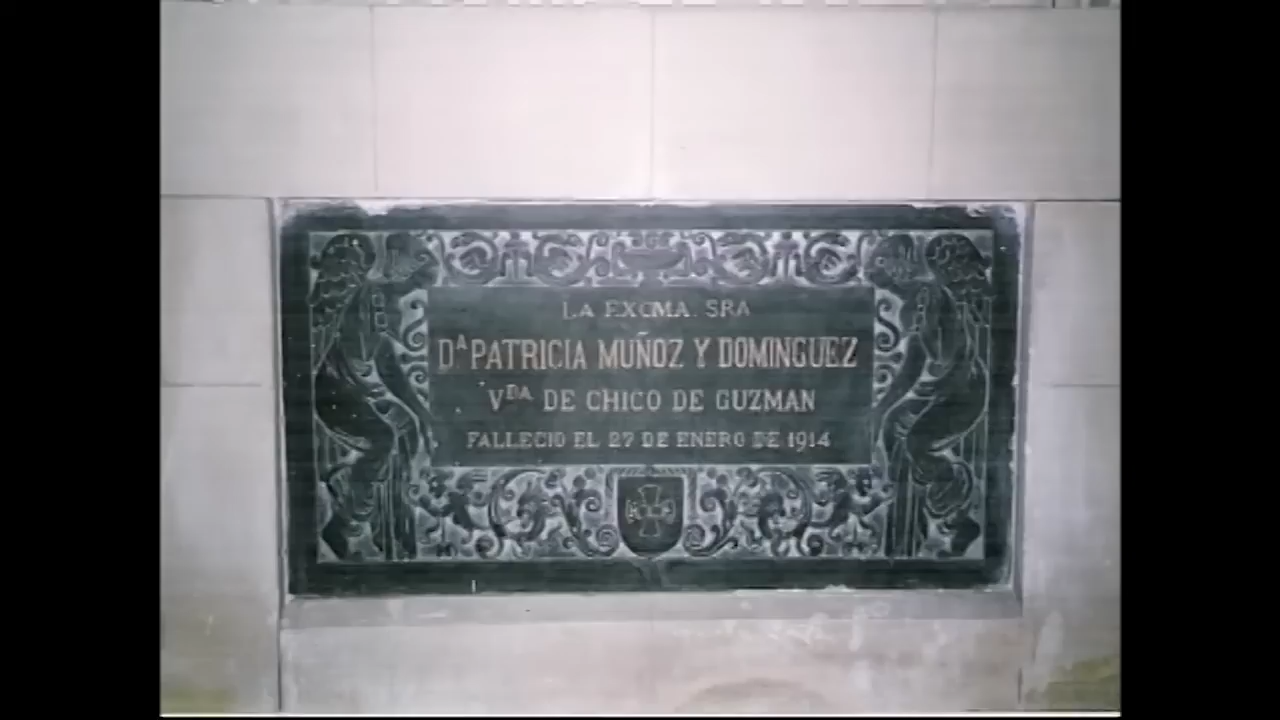 LA EXCMA. SRA
Dª PATRICIA MUÑOZ Y DOMINGUEZ
VDA DE CHICO DE GUZMAN
FALLECIO EL 27 DE ENERO DE 1914